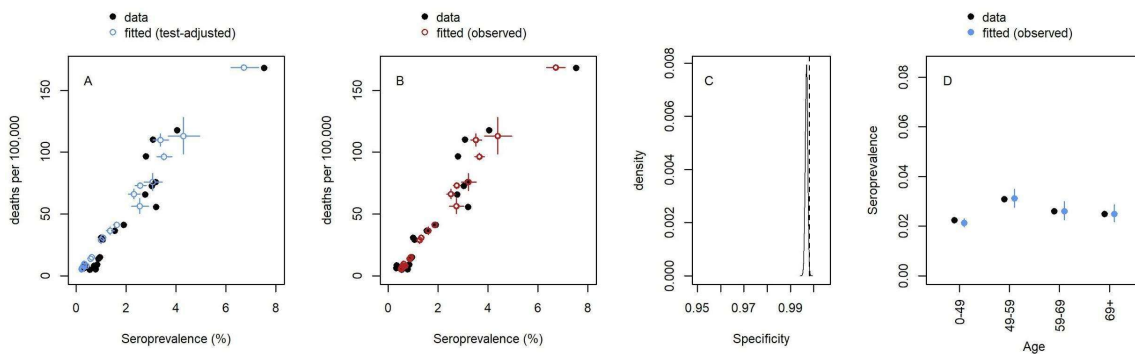 data
fitted (test-adjusted)
A
deaths per 100,000
0 50 100 150
0 2 4 6 8
Seroprevalence (%)
data
fitted (observed)
B
deaths per 100,000
0 50 100 150
0 2 4 6 8
Seroprevalence (%)
C
density
0.000 0.002 0.004 0.006 0.008
0.95 0.97 0.99
Specificity
data
fitted (observed)
D
Seroprevalence
0.00 0.02 0.04 0.06 0.08
0-49
49-59
59-69
69+
Age